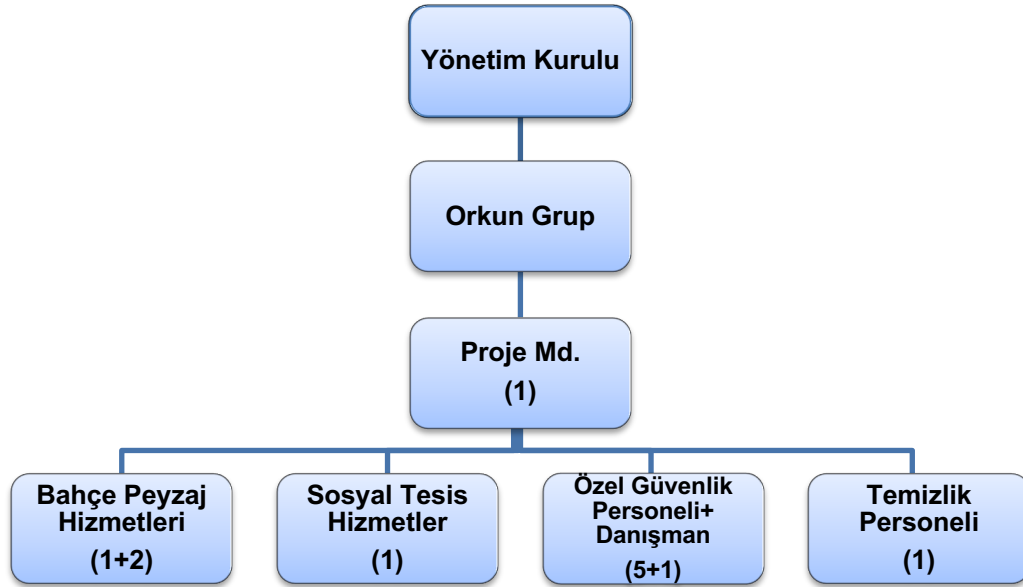 Yönetim Kurulu
Orkun Grup
Proje Md.
(1)
Bahçe Peyzaj
Hizmetleri
(1+2)
Sosyal Tesis
Hizmetler
(1)
Özel Güvenlik
Personeli+
Danışman
(5+1)
Temizlik
Personeli
(1)